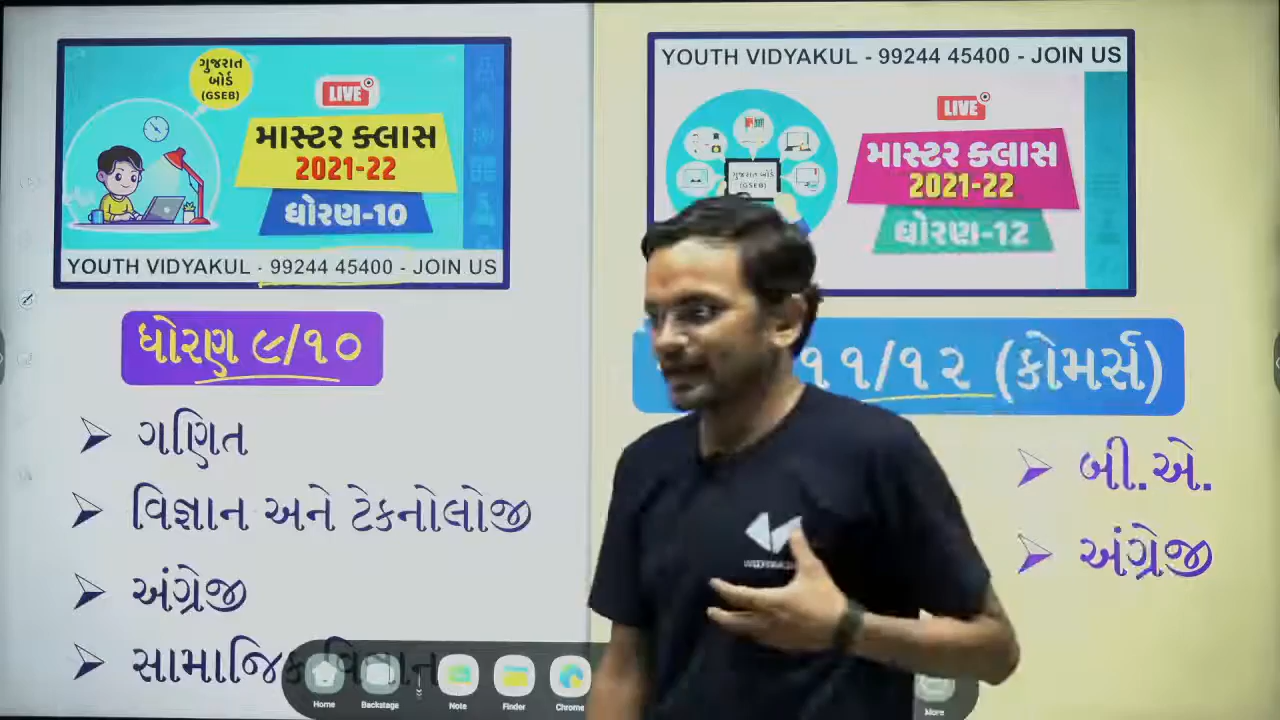 ગુજરાત
બોર્ડ
(GSEB)
LIVE
માસ્ટર ક્લાસ
2021-22
ધોરણ-10
YOUTH VIDYAKUL - 99244 45400 - JOIN US
ધોરણ ૯/૧૦
ગણિત
વિજ્ઞાન અને ટેકનોલોજી
અંગ્રેજી
સામાજિક વિજ્ઞાન
YOUTH VIDYAKUL - 99244 45400 - JOIN US
LIVE
માસ્ટર ક્લાસ
2021-22
ધોરણ-12
ગુજરાત બોર્ડ
(GSEB)
૧૧/૧૨ (કોમર્સ)
બી.એ.
અંગ્રેજી
Home
Backstage
Note
Finder
Chrome
More